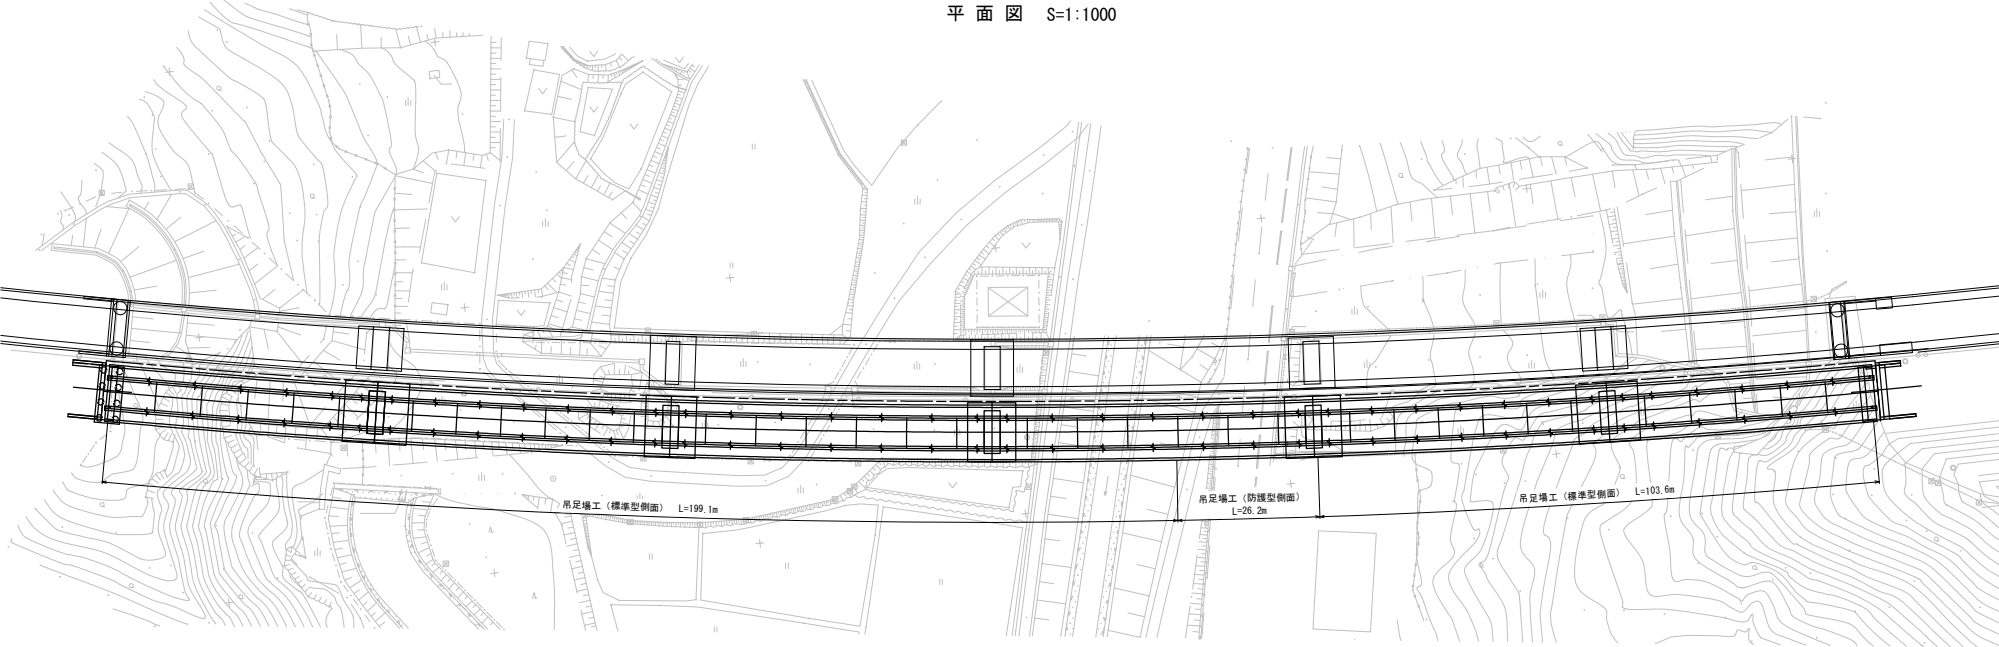 平 面 図 S=1:1000
吊足場工（標準型側面） L=199.1m
吊足場工（防護型側面）
L=26.2m
吊足場工（標準型側面） L=103.6m